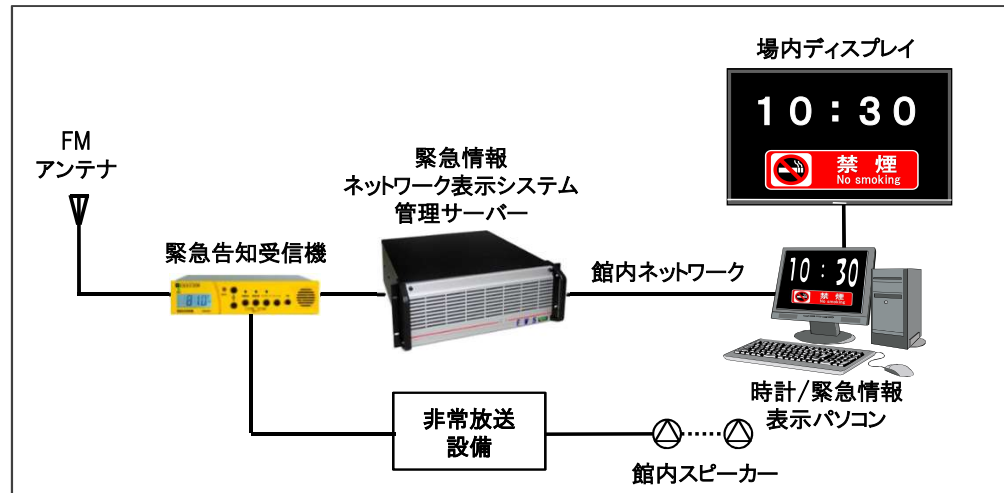 場内ディスプレイ
10：30
禁煙
No smoking
FM
アンテナ
緊急情報
ネットワーク表示システム
管理サーバー
緊急告知受信機
81.0
館内ネットワーク
10：30
禁煙
時計/緊急情報
表示パソコン
非常放送
設備
館内スピーカー